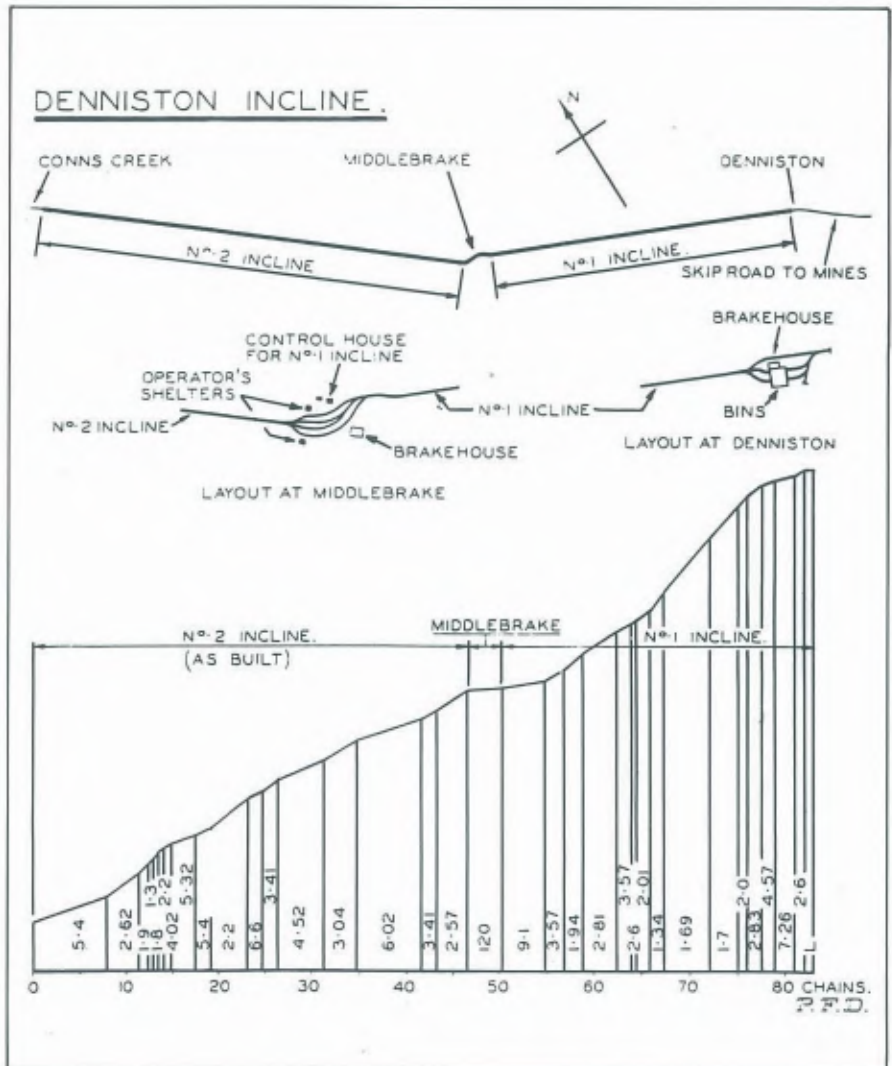 DENNISTON INCLINE.
N
CONNS CREEK
MIDDLEBRAKE
DENNISTON
Nº·2 INCLINE
Nº·1 INCLINE.
SKIP ROAD TO MINES
BRAKEHOUSE
CONTROL HOUSE
FOR Nº·1 INCLINE
OPERATOR'S
SHELTERS
Nº·2 INCLINE
Nº·1 INCLINE
BINS
BRAKEHOUSE
LAYOUT AT DENNISTON
LAYOUT AT MIDDLEBRAKE
Nº·2 INCLINE.
(AS BUILT)
MIDDLEBRAKE
Nº·1 INCLINE.
5·4
2·62
1·9
1·3
1·8
2·2
4·02
5·32
5·4
2·2
6·6
3·41
4·52
3·04
6·02
3·41
2·57
120
9·1
3·57
1·94
2·81
3·57
2·6
2·01
1·34
1·69
1·7
2·0
2·83
4·57
7·26
2·6
L
0 10 20 30 40 50 60 70 80 CHAINS.
P.F.D.